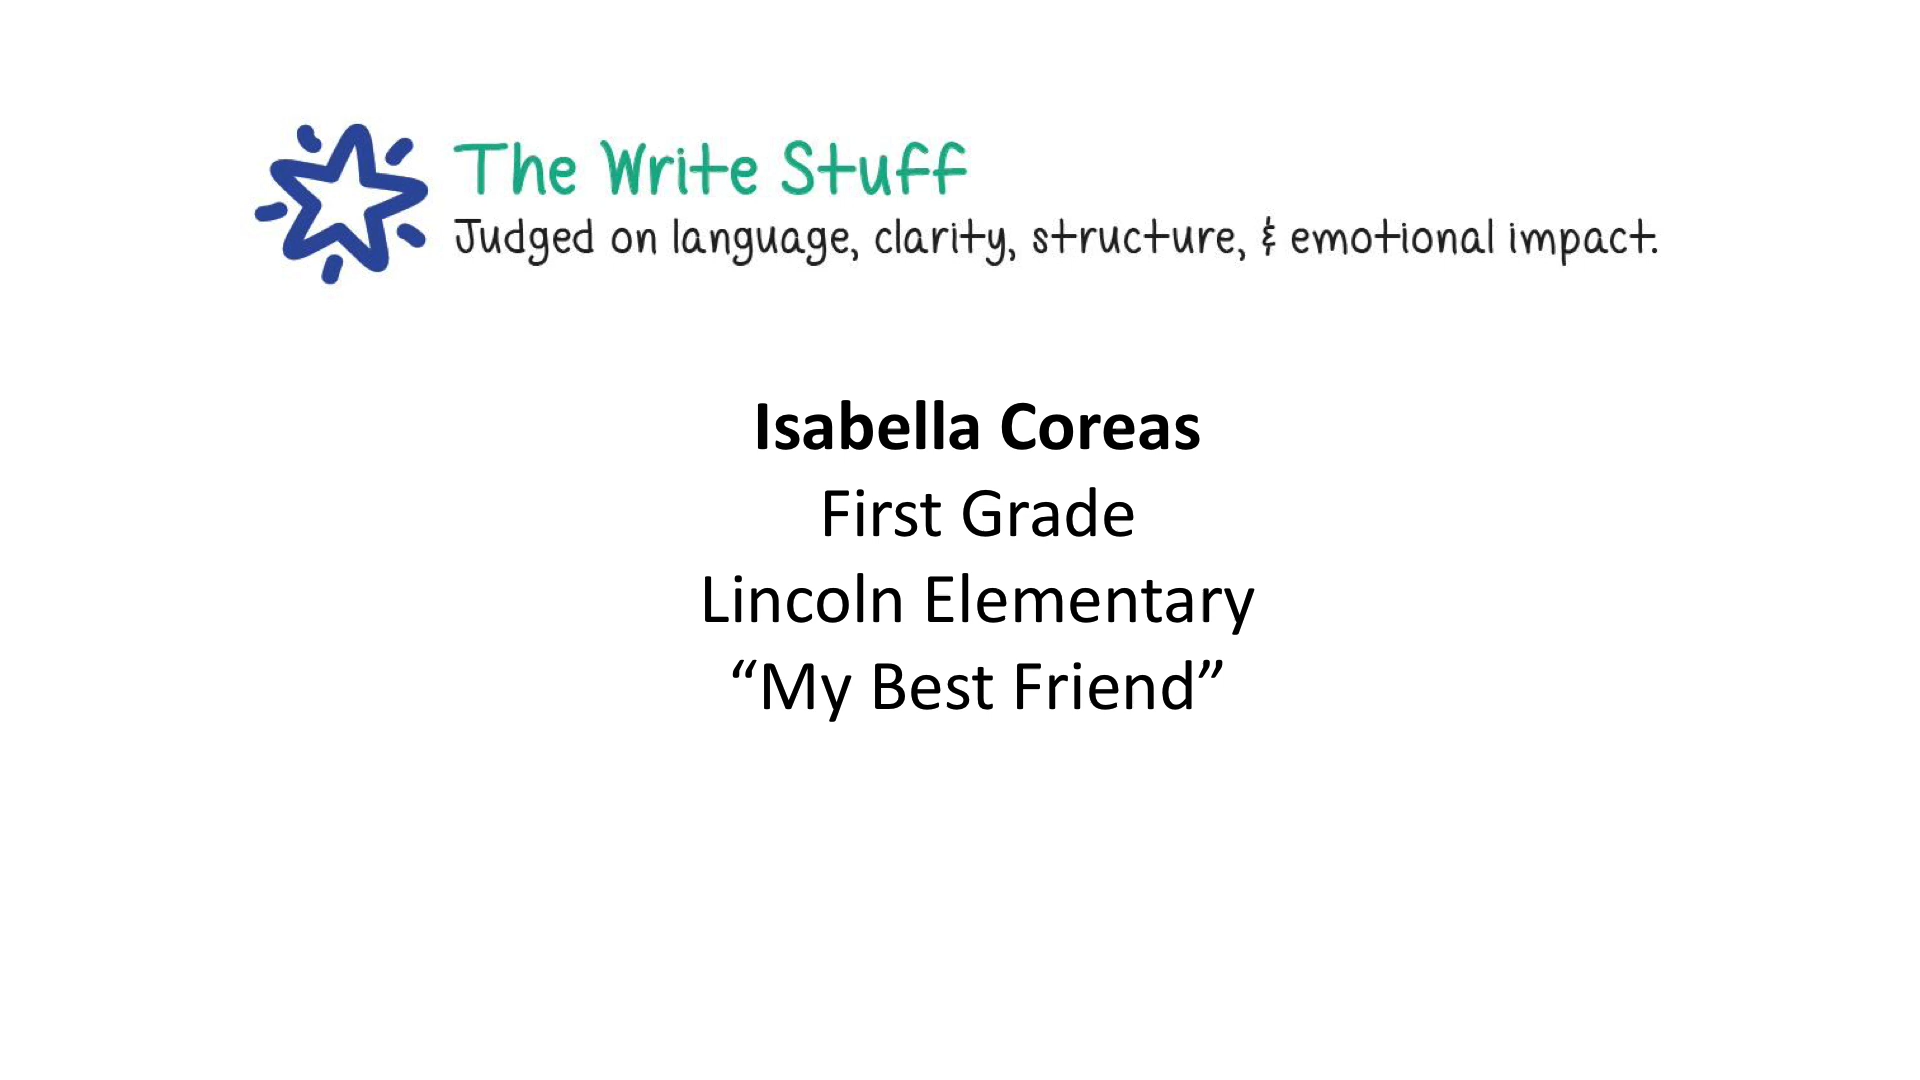 The Write Stuff
Judged on language, clarity, structure, & emotional impact.
Isabella Coreas
First Grade
Lincoln Elementary
“My Best Friend”